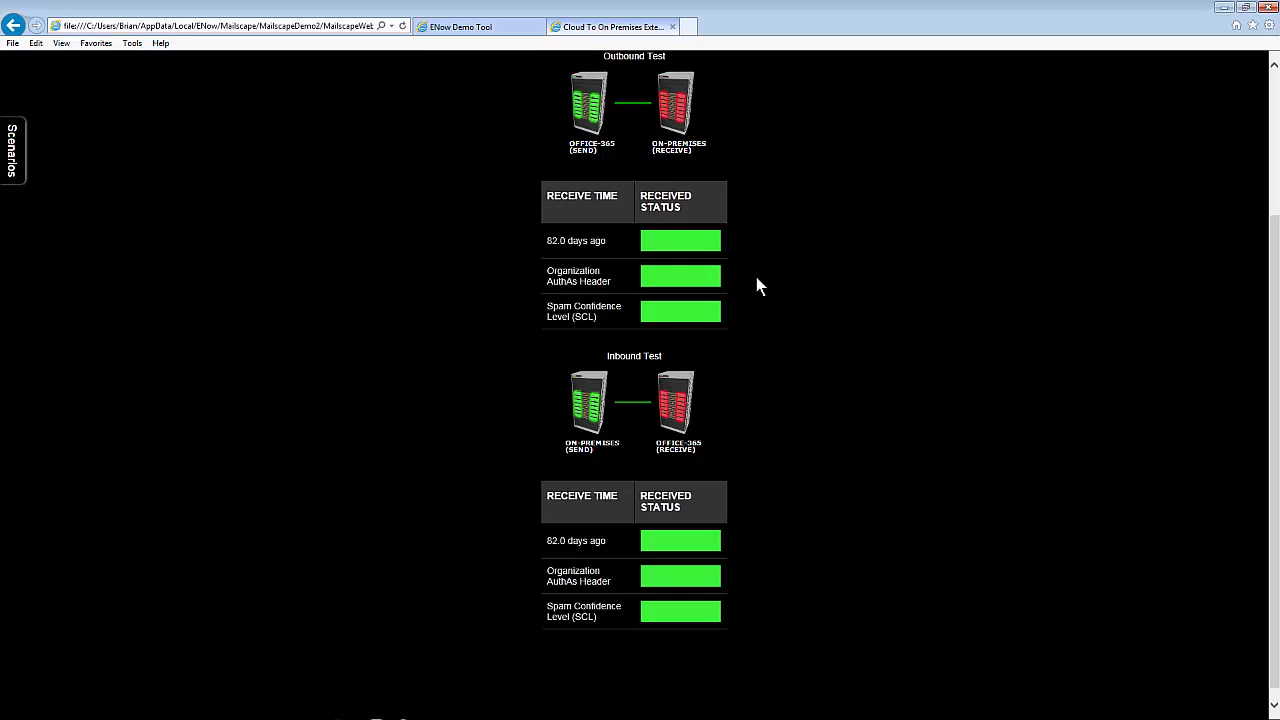 file:///C:/Users/Brian/AppData/Local/ENow/Mailscape/MailscapeDemo2/MailscapeWeb
ENow Demo Tool
Cloud To On Premises Exte...
File Edit View Favorites Tools Help
Scenarios
Outbound Test
OFFICE-365
(SEND)
ON-PREMISES
(RECEIVE)
RECEIVE TIME
RECEIVED
STATUS
82.0 days ago
Organization
AuthAs Header
Spam Confidence
Level (SCL)
Inbound Test
ON-PREMISES
(SEND)
OFFICE-365
(RECEIVE)
RECEIVE TIME
RECEIVED
STATUS
82.0 days ago
Organization
AuthAs Header
Spam Confidence
Level (SCL)